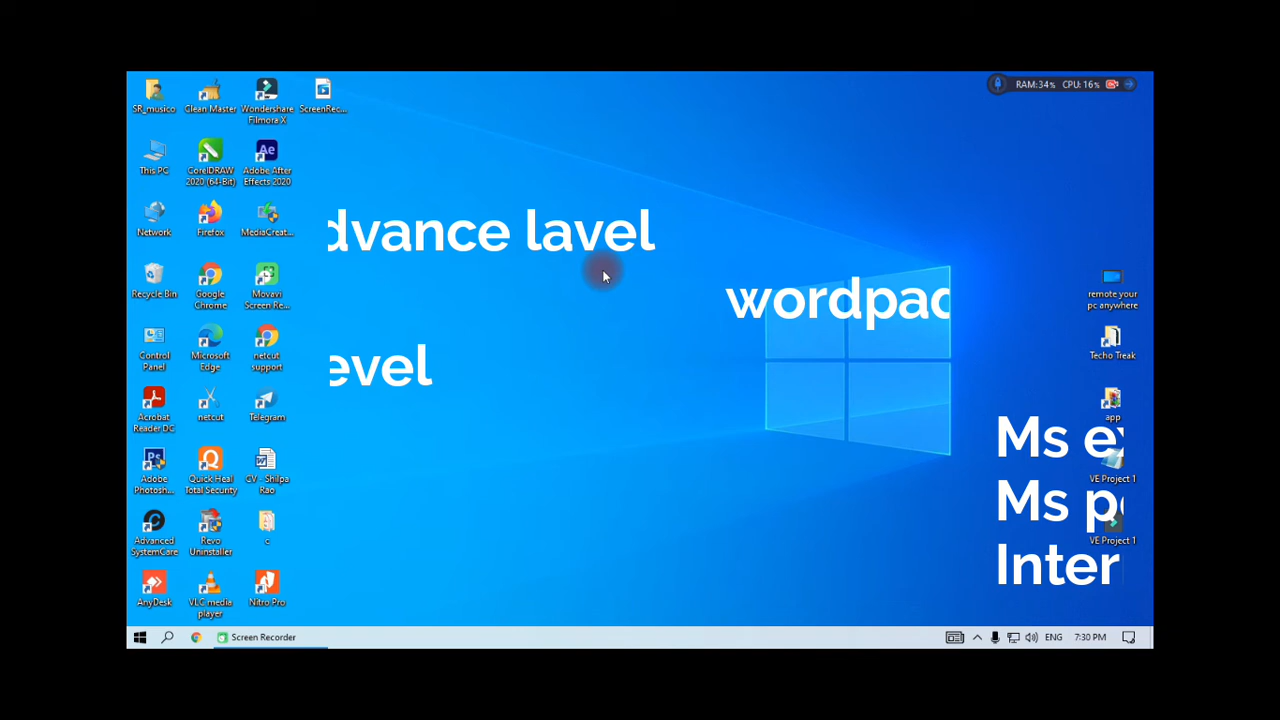 SR_musico
Clean Master
Wondershare
Filmora X
ScreenRec...
RAM:34% CPU: 16%
This PC
CorelDRAW
2020 (64-Bit)
Ae
Adobe After
Effects 2020
Network
Firefox
MediaCreat...
dvance lavel
Recycle Bin
Google
Chrome
Movavi
Screen Re...
wordpad
remote your
pc anywhere
Control
Panel
Microsoft
Edge
netcut
support
Techo Treak
evel
Acrobat
Reader DC
netcut
Telegram
app
Ps
Adobe
Photosh...
Quick Heal
Total Security
CV - Shilpa
Rao
Ms ex
VE Project 1
Advanced
SystemCare
Revo
Uninstaller
c
Ms po
VE Project 1
AnyDesk
VLC media
player
Nitro Pro
Inter
Screen Recorder
ENG
7:30 PM